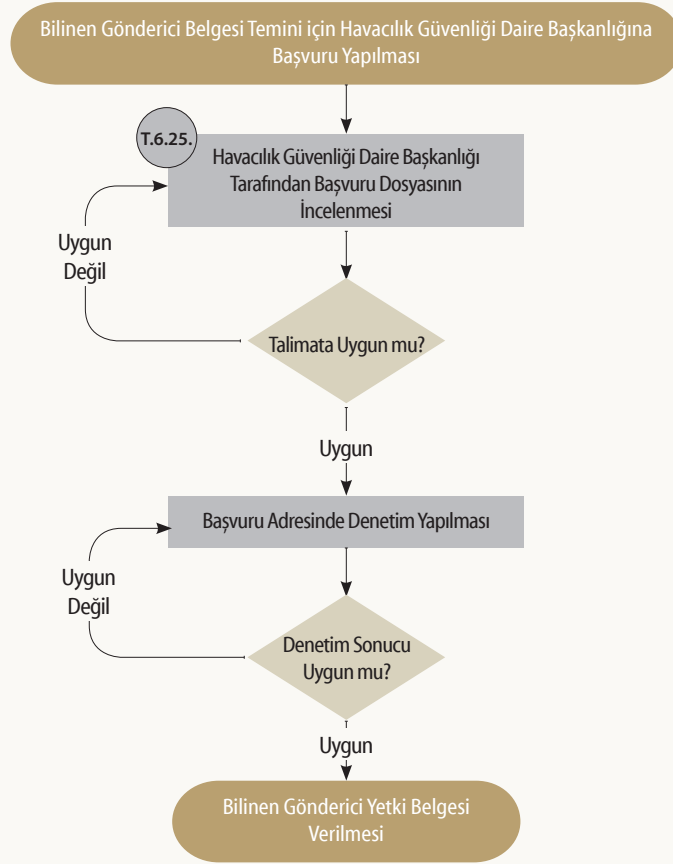 Bilinen Gönderici Belgesi Temini için Havacılık Güvenliği Daire Başkanlığına
Başvuru Yapılması
T.6.25.
Havacılık Güvenliği Daire Başkanlığı
Tarafından Başvuru Dosyasının
İncelenmesi
Uygun
Değil
Talimata Uygun mu?
Uygun
Başvuru Adresinde Denetim Yapılması
Uygun
Değil
Denetim Sonucu
Uygun mu?
Uygun
Bilinen Gönderici Yetki Belgesi
Verilmesi